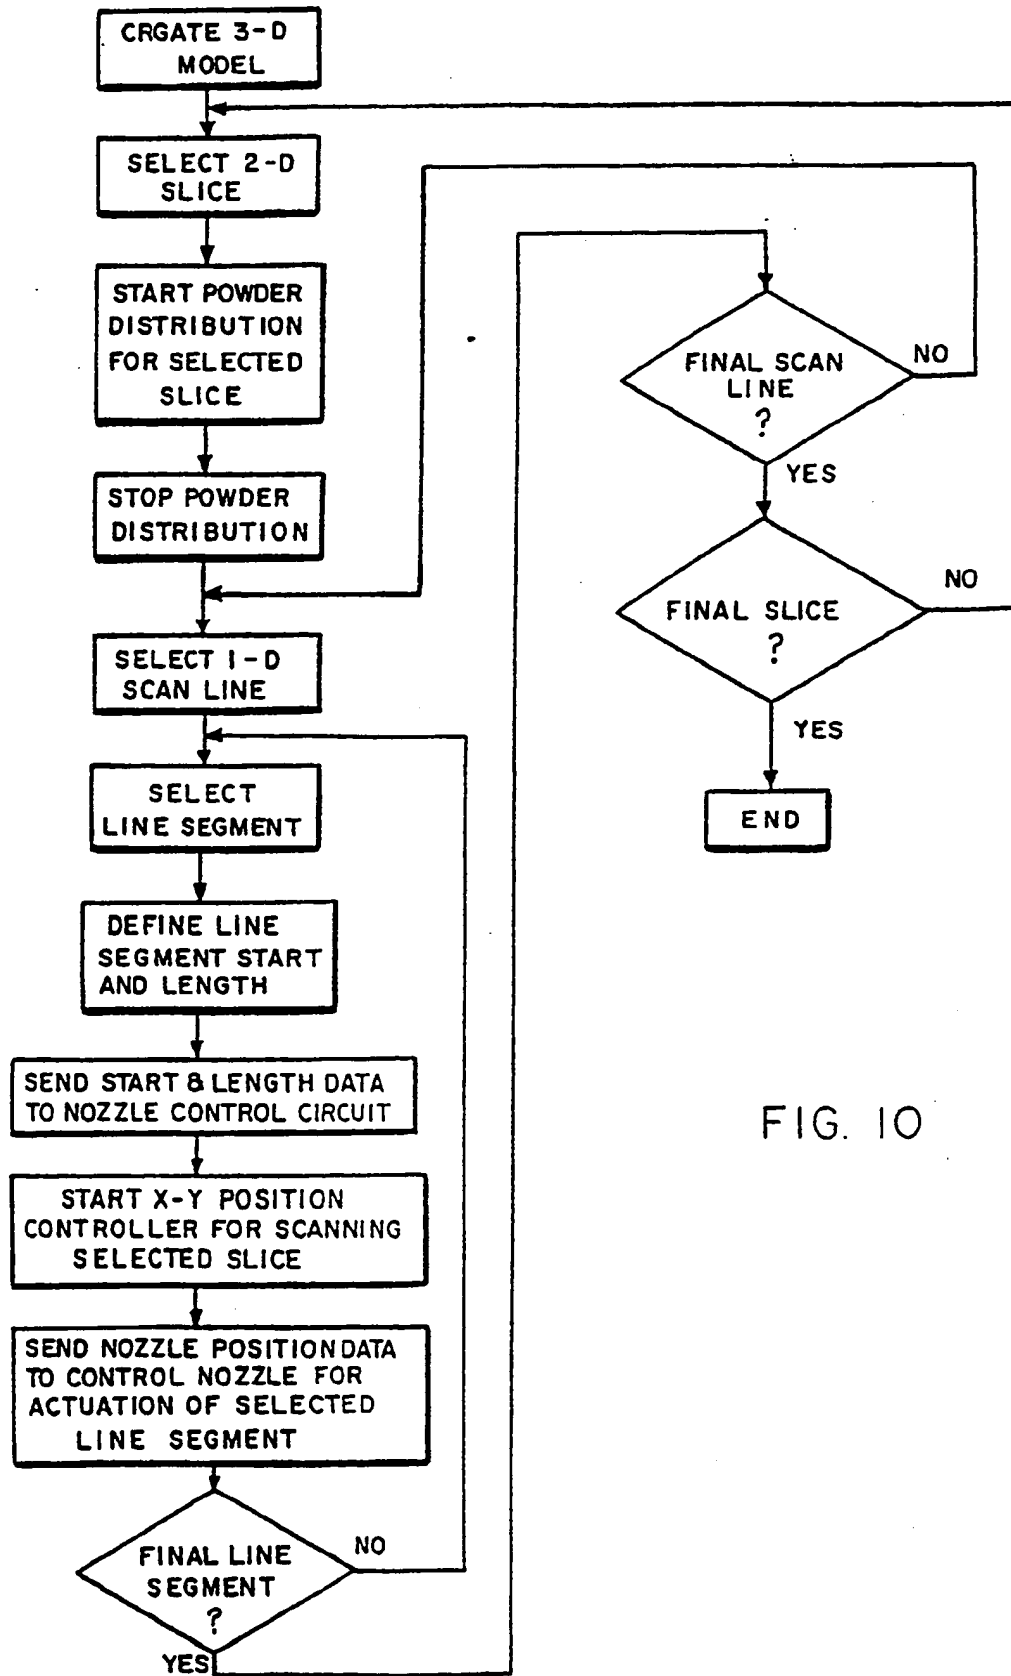 CRGATE 3-D
MODEL
SELECT 2-D
SLICE
START POWDER
DISTRIBUTION
FOR SELECTED
SLICE
STOP POWDER
DISTRIBUTION
SELECT 1-D
SCAN LINE
SELECT
LINE SEGMENT
DEFINE LINE
SEGMENT START
AND LENGTH
SEND START & LENGTH DATA
TO NOZZLE CONTROL CIRCUIT
START X-Y POSITION
CONTROLLER FOR SCANNING
SELECTED SLICE
SEND NOZZLE POSITION DATA
TO CONTROL NOZZLE FOR
ACTUATION OF SELECTED
LINE SEGMENT
FINAL LINE
SEGMENT
?
NO
YES
FINAL SCAN
LINE
?
NO
YES
FINAL SLICE
?
NO
YES
END
FIG. 10